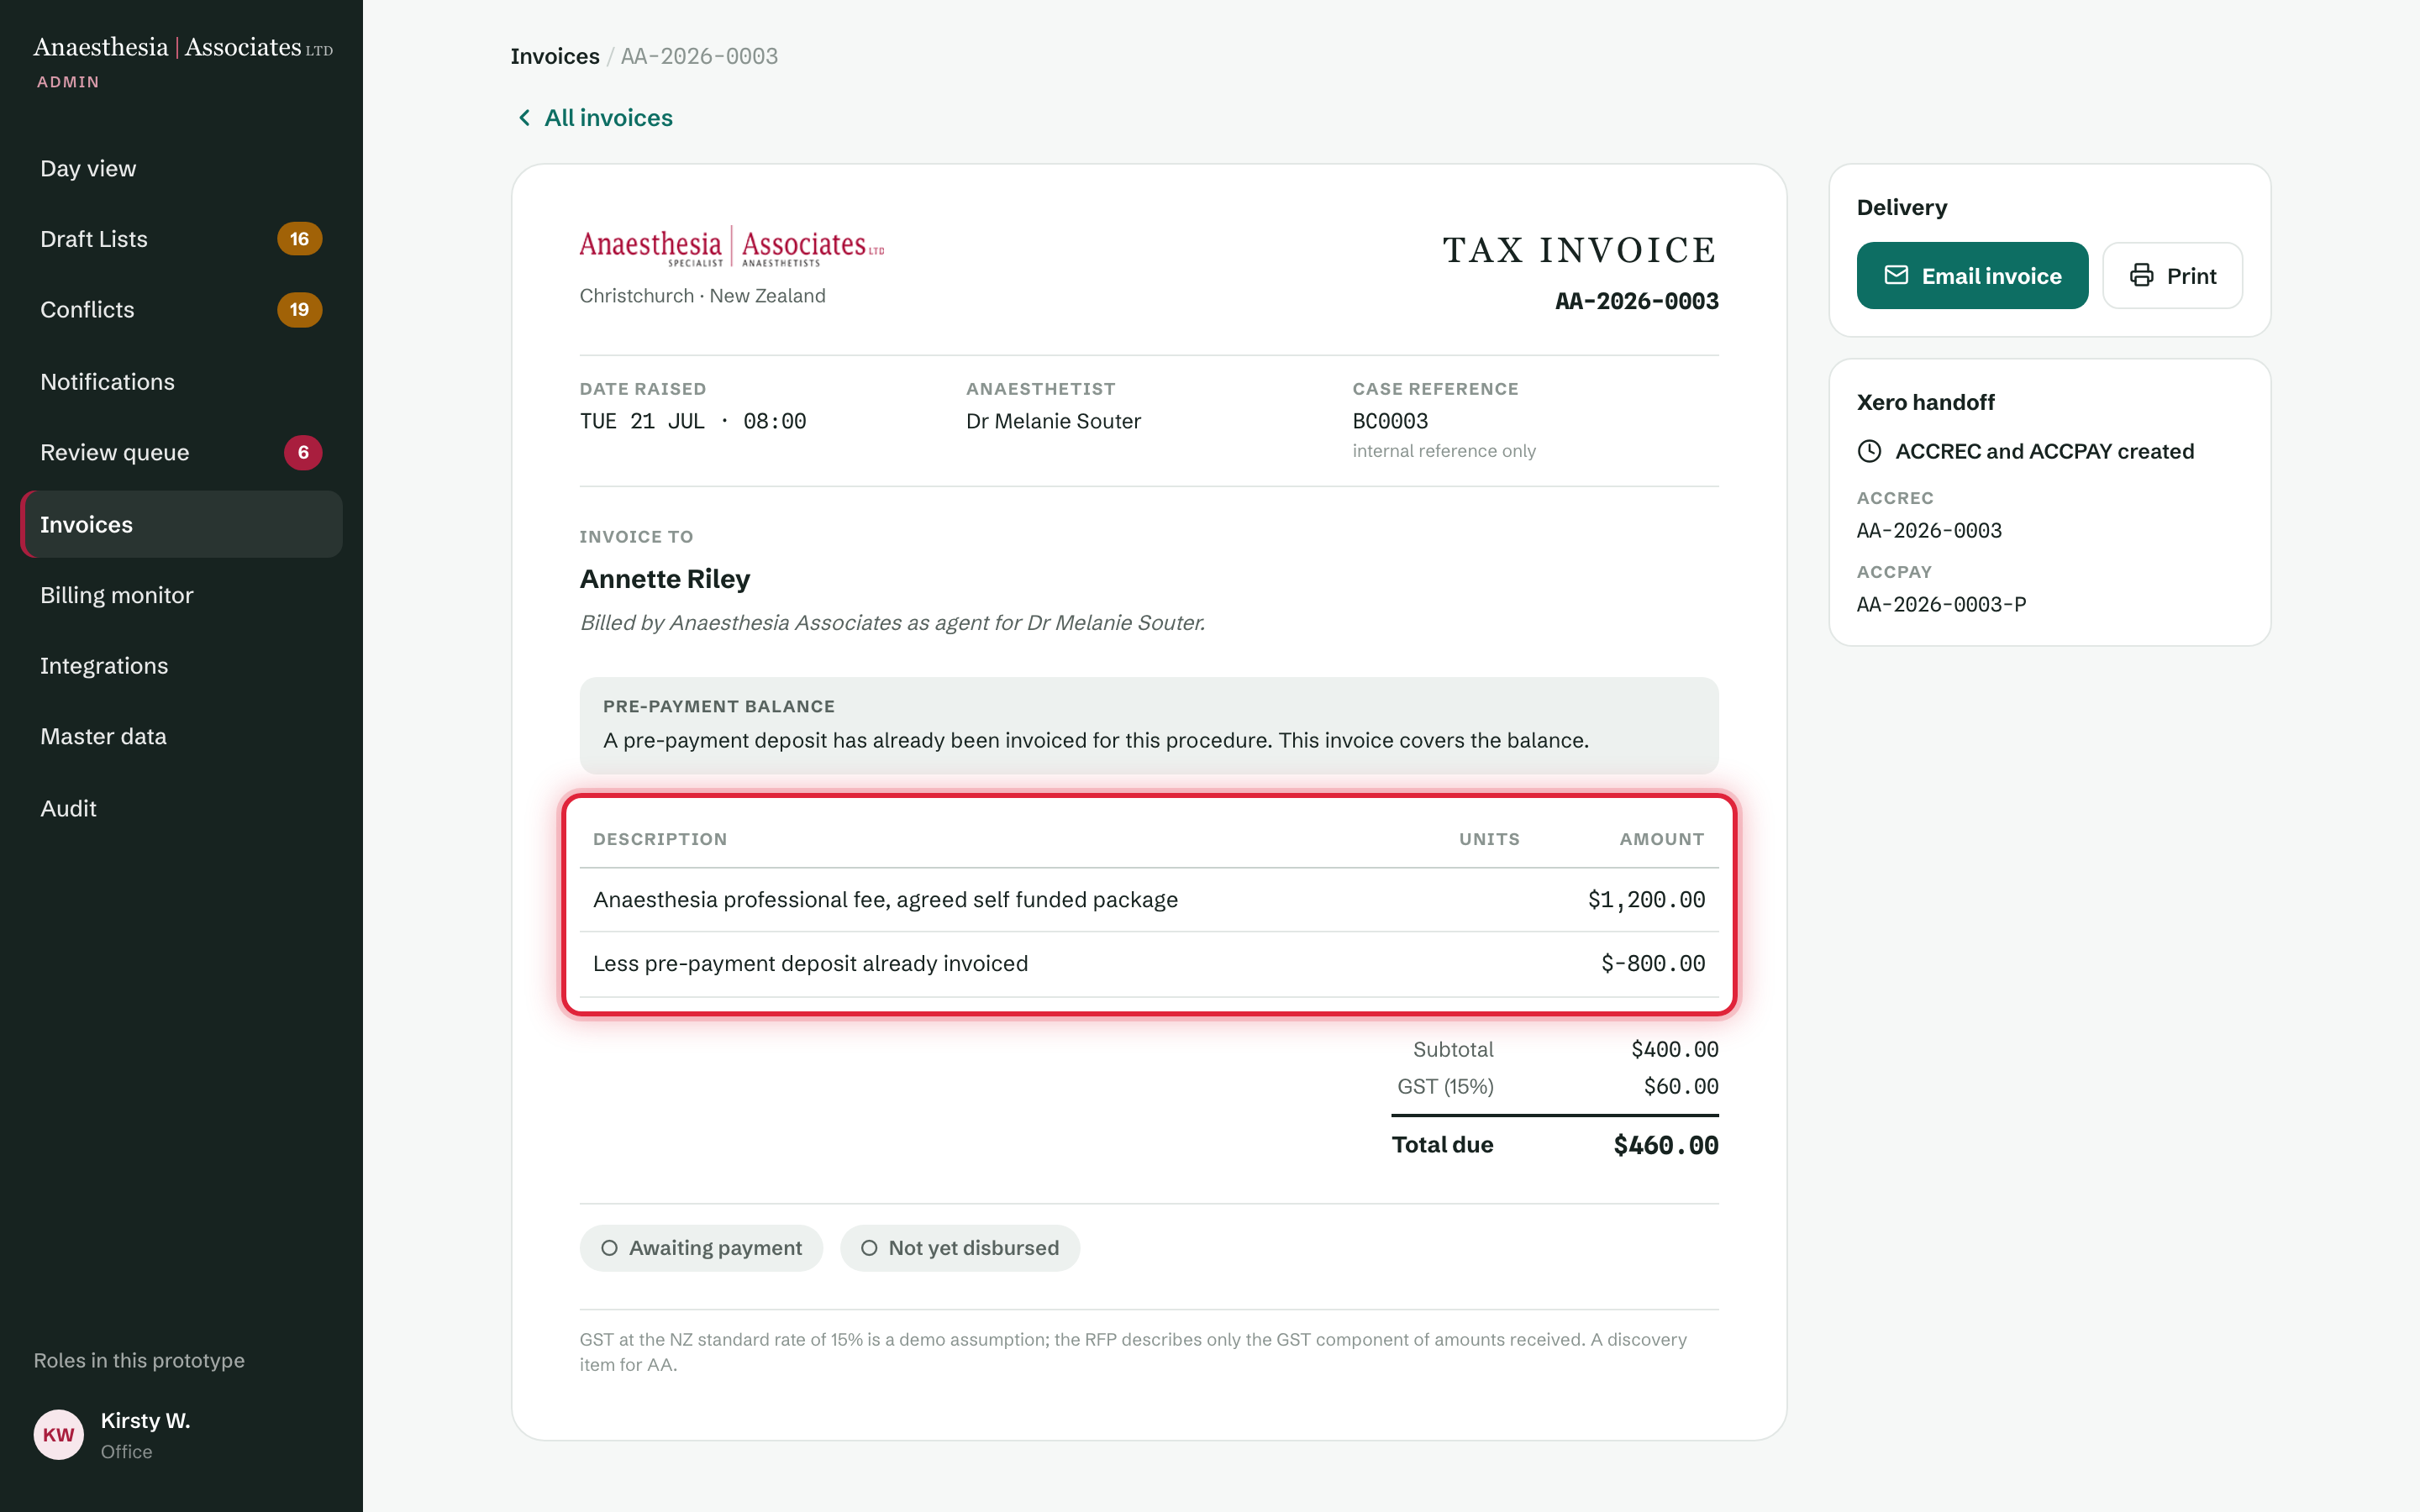 Anaesthesia | Associates LTD
ADMIN
Day view
Draft Lists 16
Conflicts 19
Notifications
Review queue 6
Invoices
Billing monitor
Integrations
Master data
Audit
Roles in this prototype
KW
Kirsty W.
Office
Invoices / AA-2026-0003
All invoices
Anaesthesia | Associates LTD
SPECIALIST ANAESTHETISTS
Christchurch · New Zealand
TAX INVOICE
AA-2026-0003
DATE RAISED
TUE 21 JUL · 08:00
ANAESTHETIST
Dr Melanie Souter
CASE REFERENCE
BC0003
internal reference only
INVOICE TO
Annette Riley
Billed by Anaesthesia Associates as agent for Dr Melanie Souter.
PRE-PAYMENT BALANCE
A pre-payment deposit has already been invoiced for this procedure. This invoice covers the balance.
DESCRIPTION UNITS AMOUNT
Anaesthesia professional fee, agreed self funded package $1,200.00
Less pre-payment deposit already invoiced $-800.00
Subtotal $400.00
GST (15%) $60.00
Total due $460.00
Awaiting payment
Not yet disbursed
GST at the NZ standard rate of 15% is a demo assumption; the RFP describes only the GST component of amounts received. A discovery
item for AA.
Delivery
Email invoice
Print
Xero handoff
ACCREC and ACCPAY created
ACCREC
AA-2026-0003
ACCPAY
AA-2026-0003-P